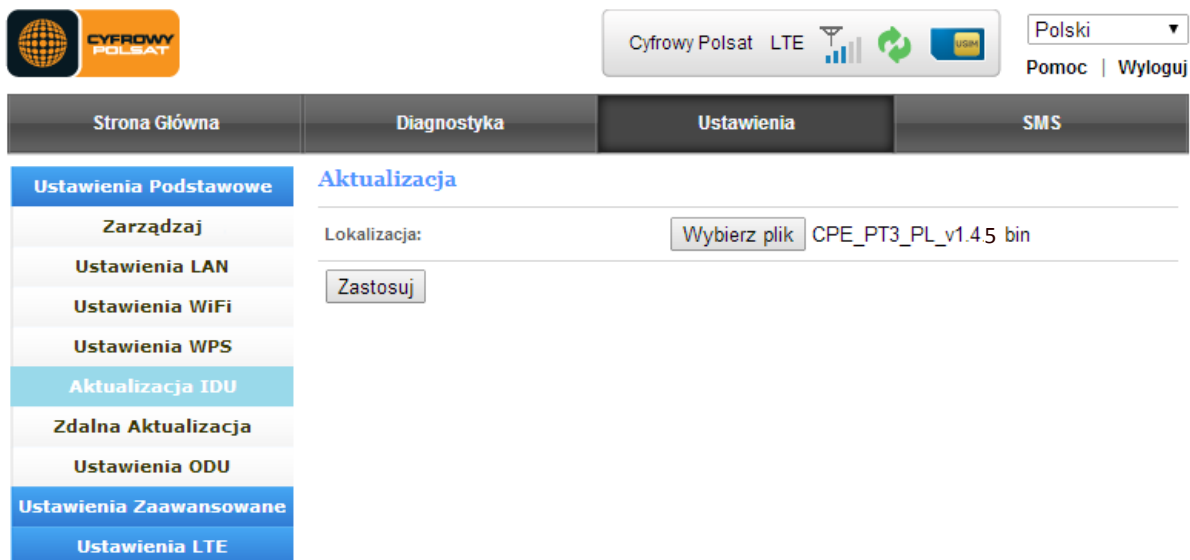 CYFROWY
POLSAT
Cyfrowy Polsat LTE
USIM
Polski
Pomoc | Wyloguj
Strona Główna
Diagnostyka
Ustawienia
SMS
Ustawienia Podstawowe
Zarządzaj
Ustawienia LAN
Ustawienia WiFi
Ustawienia WPS
Aktualizacja IDU
Zdalna Aktualizacja
Ustawienia ODU
Ustawienia Zaawansowane
Ustawienia LTE
Aktualizacja
Lokalizacja: Wybierz plik CPE_PT3_PL_v1.4.5 bin
Zastosuj